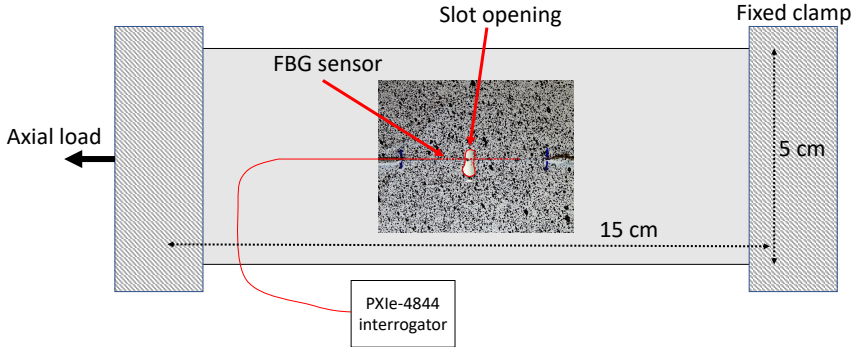 Slot opening
Fixed clamp
FBG sensor
Axial load
5 cm
15 cm
PXIe-4844
interrogator